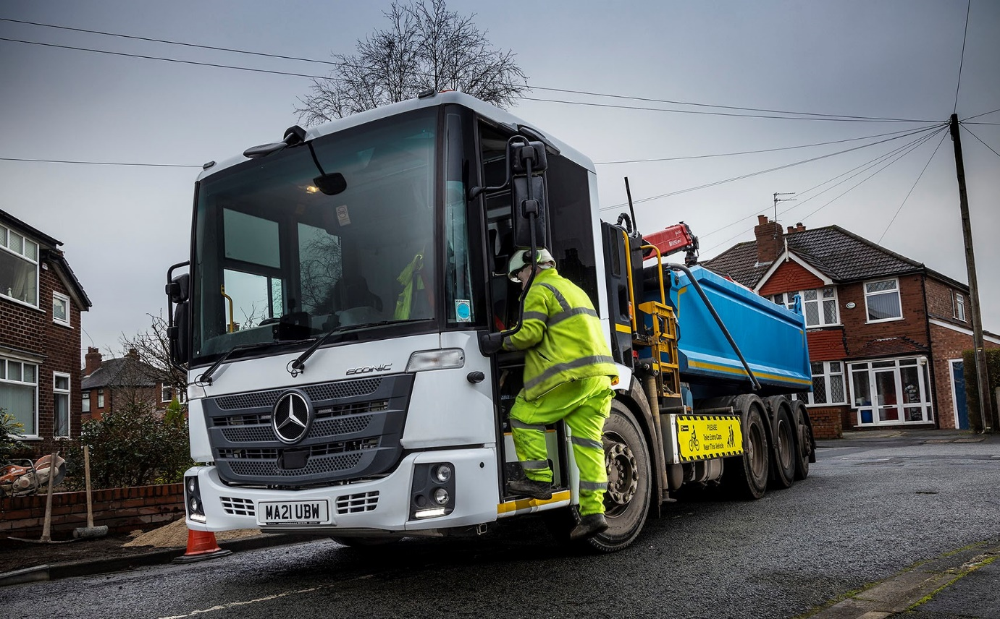 ECONIC
MA21 UBW
PLEASE
Take Extra Care
Near This Vehicle